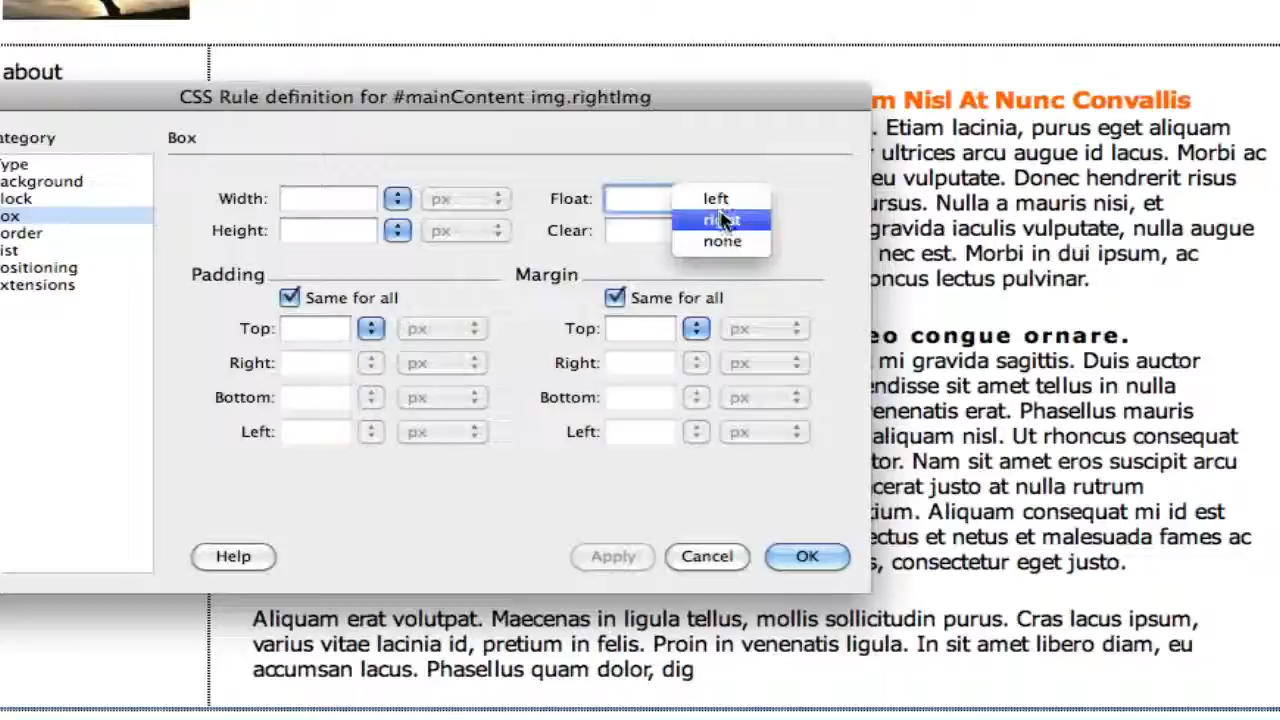 about
CSS Rule definition for #mainContent img.rightImg
m Nisl At Nunc Convallis
ategory
Box
. Etiam lacinia, purus eget aliquam
ultrices arcu augue id lacus. Morbi ac
eu vulputate. Donec hendrerit risus
ursus. Nulla a mauris nisi, et
gravida iaculis vulputate, nulla augue
nec est. Morbi in dui ipsum, ac
oncus lectus pulvinar.
ype
ackground
lock
ox
order
ist
ositioning
xtensions
Width: px
Height: px
Float:
Clear:
left
right
none
Padding
Same for all
Top: px
Right: px
Bottom: px
Left: px
Margin
Same for all
Top: px
Right: px
Bottom: px
Left: px
eo congue ornare.
mi gravida sagittis. Duis auctor
endisse sit amet tellus in nulla
venenatis erat. Phasellus mauris
aliquam nisl. Ut rhoncus consequat
tor. Nam sit amet eros suscipit arcu
cerat justo at nulla rutrum
tium. Aliquam consequat mi id est
ectus et netus et malesuada fames ac
s, consectetur eget justo.
Help
Apply
Cancel
OK
Aliquam erat volutpat. Maecenas in ligula tellus, mollis sollicitudin purus. Cras lacus ipsum,
varius vitae lacinia id, pretium in felis. Proin in venenatis ligula. In sit amet libero diam, eu
accumsan lacus. Phasellus quam dolor, dig